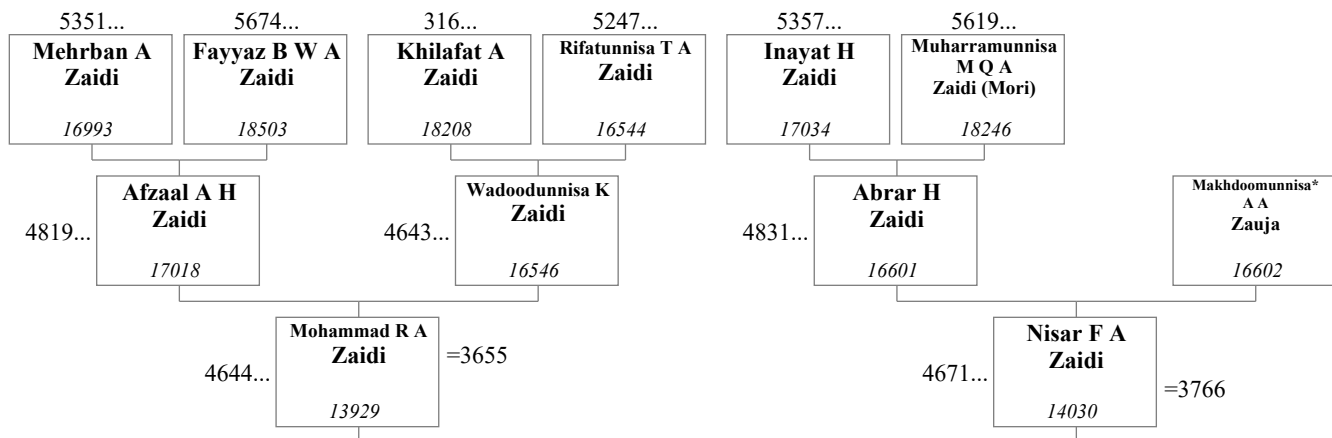 5351... 5674... 316... 5247... 5357... 5619...
Mehrban A
Zaidi
16993
Fayyaz B W A
Zaidi
18503
Khilafat A
Zaidi
18208
Rifatunnisa T A
Zaidi
16544
Inayat H
Zaidi
17034
Muharramunnisa
M Q A
Zaidi (Mori)
18246
4819...
Afzaal A H
Zaidi
17018
4643...
Wadoodunnisa K
Zaidi
16546
4831...
Abrar H
Zaidi
16601
Makhdoomunnisa*
A A
Zauja
16602
4644...
Mohammad R A
Zaidi
13929
=3655
4671...
Nisar F A
Zaidi
14030
=3766